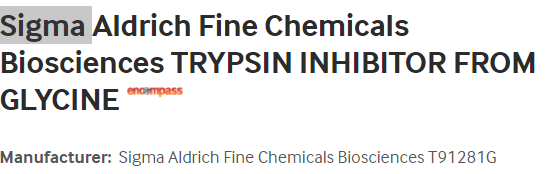 Sigma Aldrich Fine Chemicals
Biosciences TRYPSIN INHIBITOR FROM
GLYCINE encompass
Manufacturer: Sigma Aldrich Fine Chemicals Biosciences T91281G